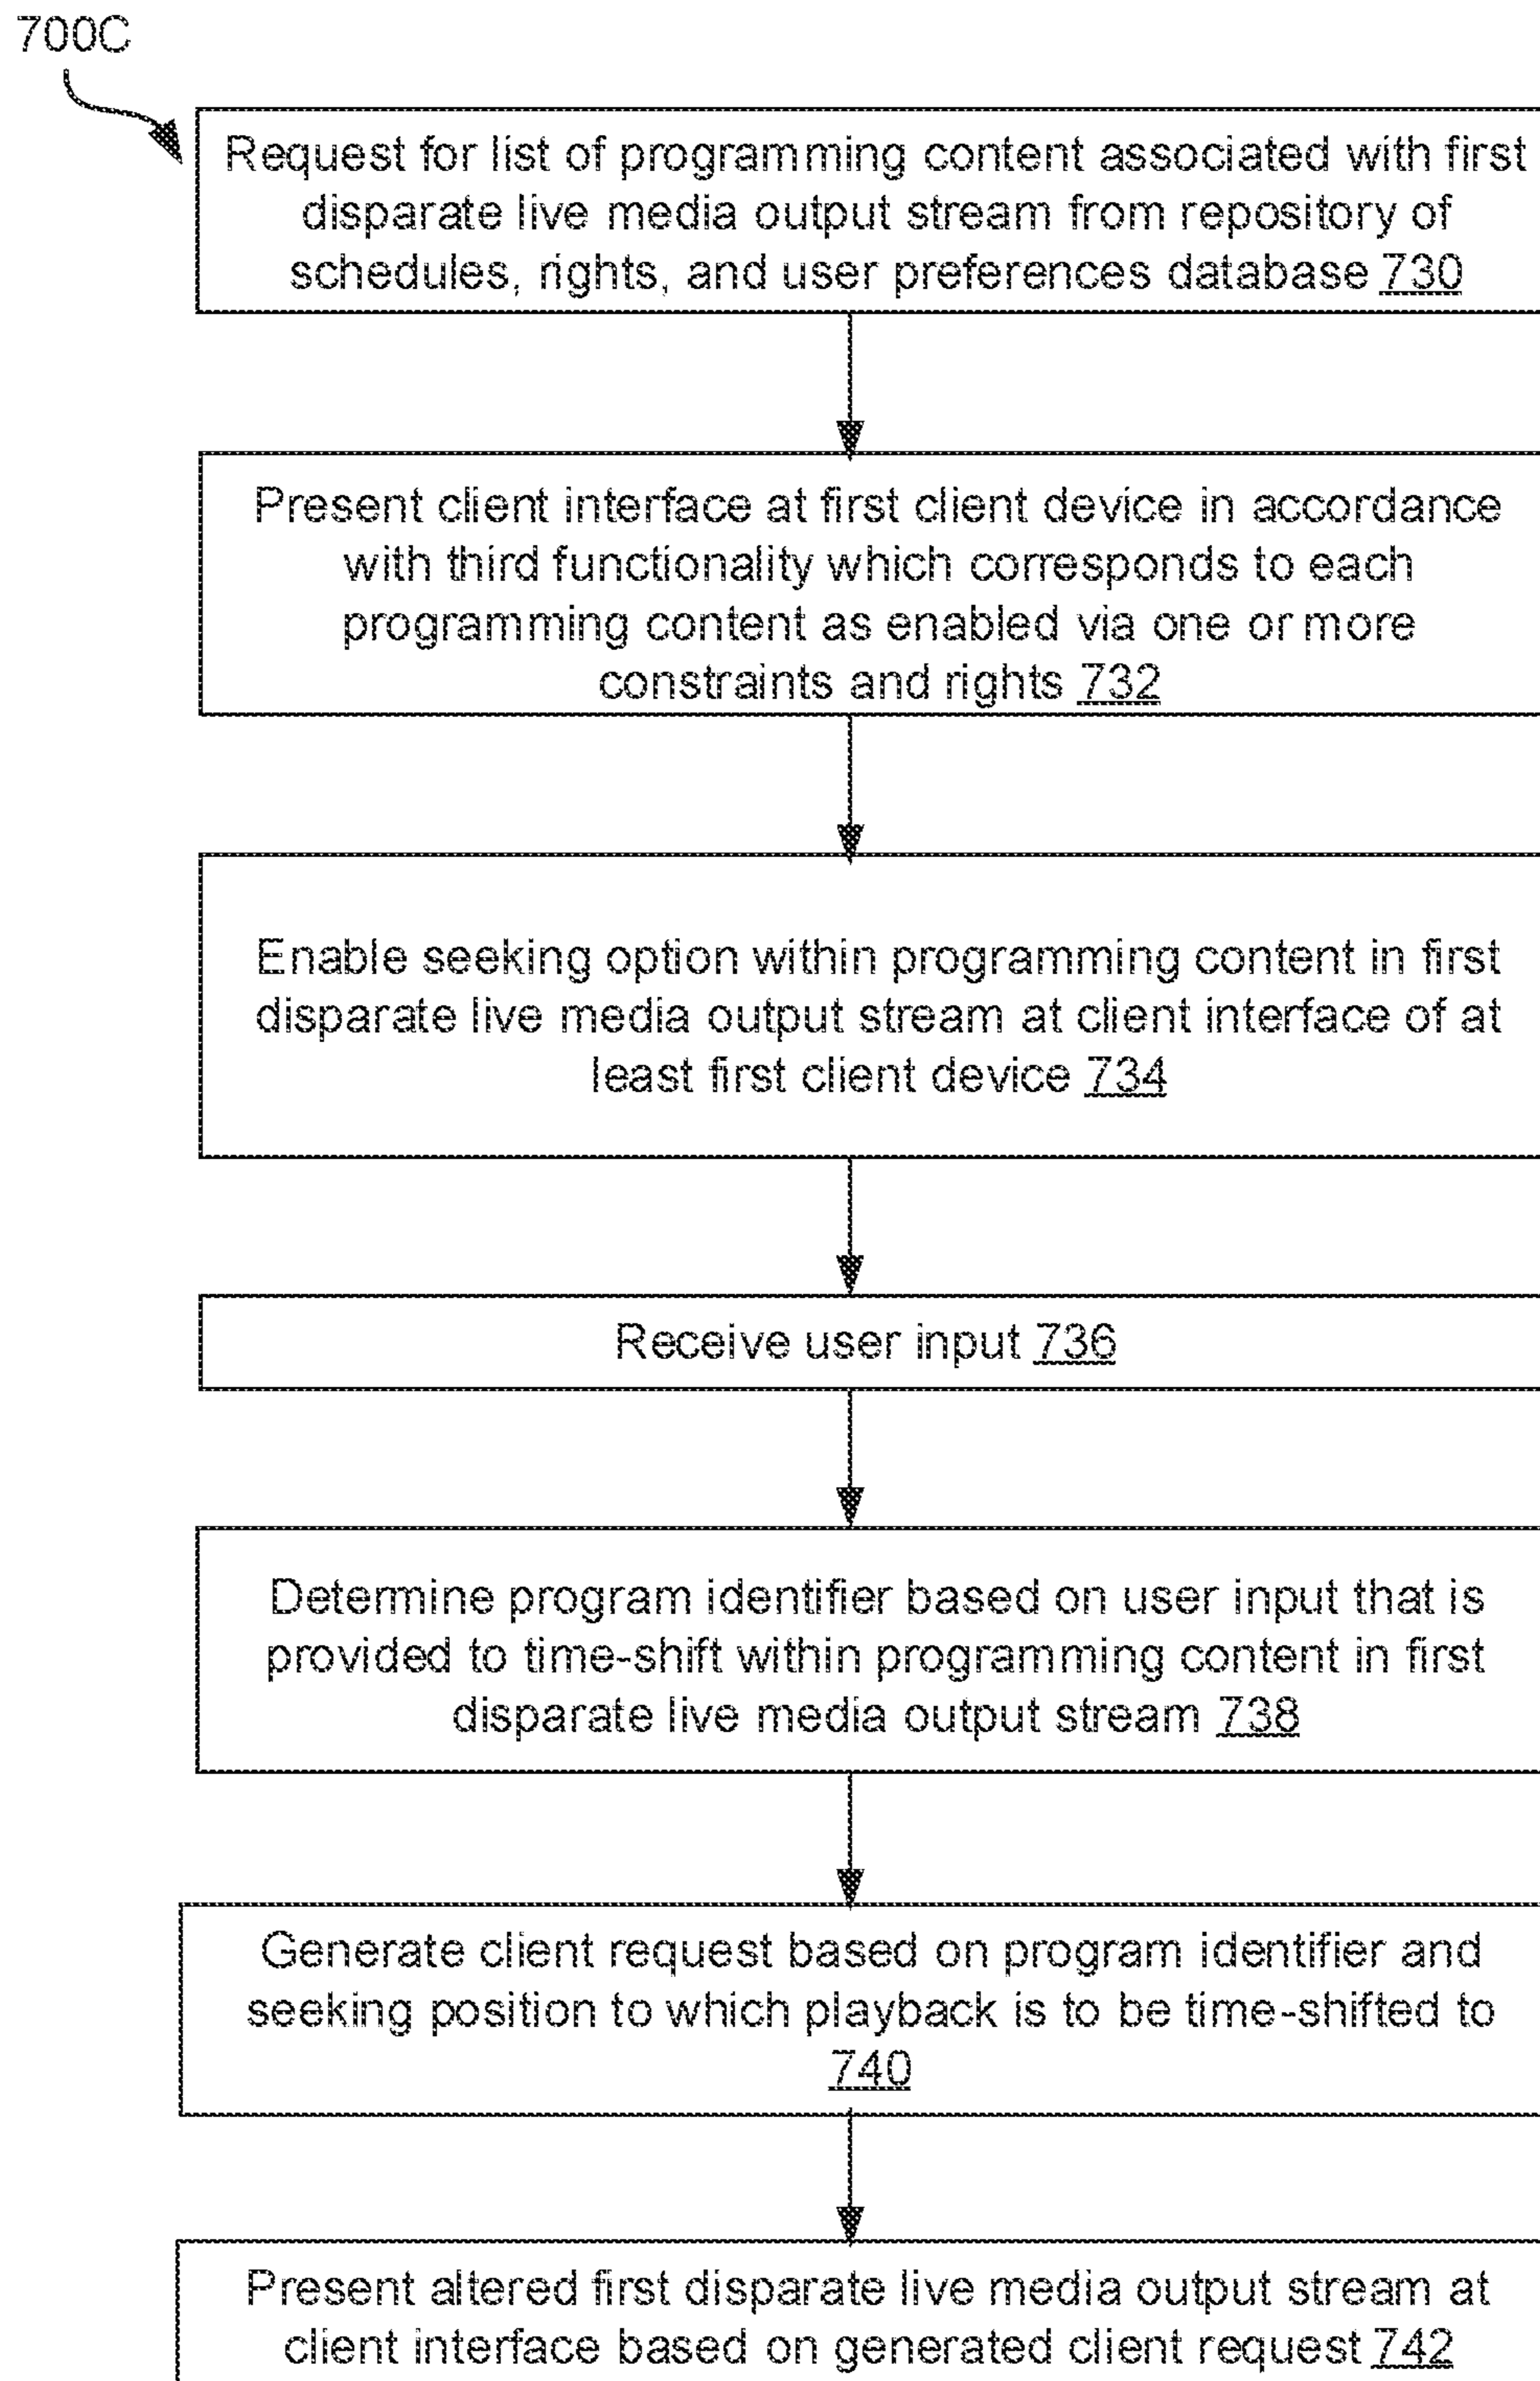 700C
Request for list of programming content associated with first
disparate live media output stream from repository of
schedules, rights, and user preferences database 730
Present client interface at first client device in accordance
with third functionality which corresponds to each
programming content as enabled via one or more
constraints and rights 732
Enable seeking option within programming content in first
disparate live media output stream at client interface of at
least first client device 734
Receive user input 736
Determine program identifier based on user input that is
provided to time-shift within programming content in first
disparate live media output stream 738
Generate client request based on program identifier and
seeking position to which playback is to be time-shifted to
740
Present altered first disparate live media output stream at
client interface based on generated client request 742